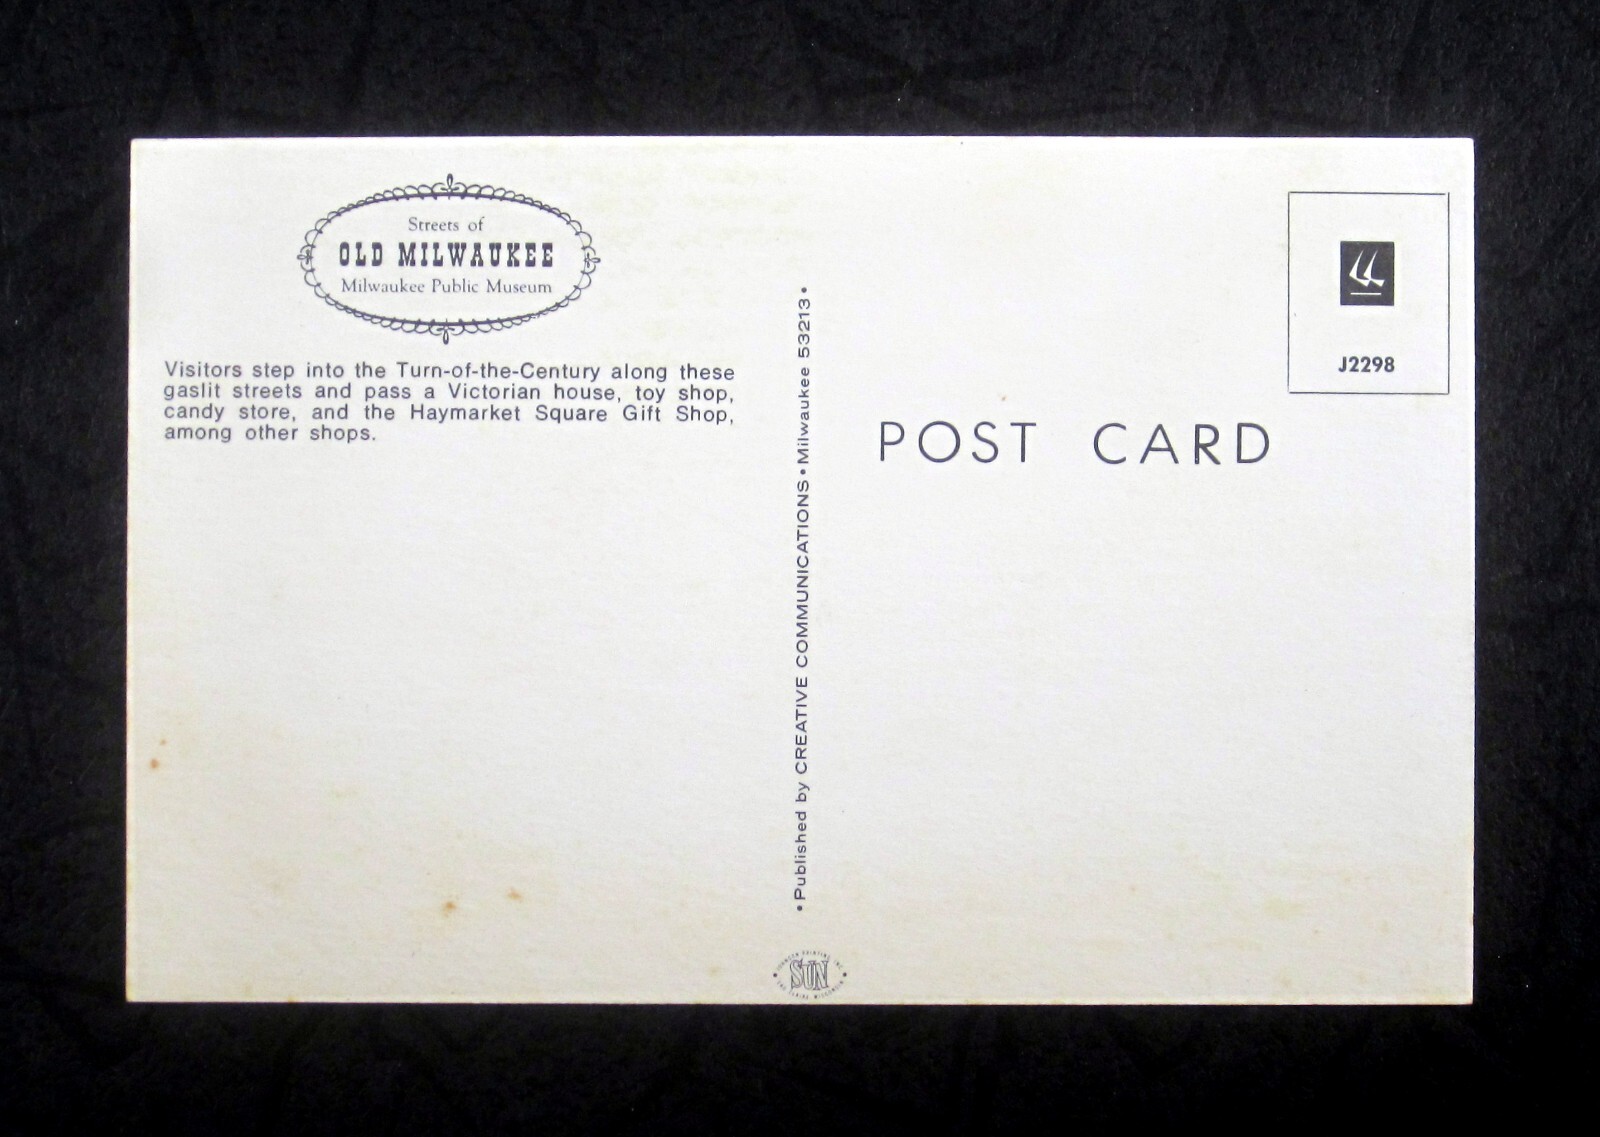 Streets of
OLD MILWAUKEE
Milwaukee Public Museum
Visitors step into the Turn-of-the-Century along these
gaslit streets and pass a Victorian house, toy shop,
candy store, and the Haymarket Square Gift Shop,
among other shops.
• Published by CREATIVE COMMUNICATIONS • Milwaukee 53213 •
J2298
POST CARD
SUN